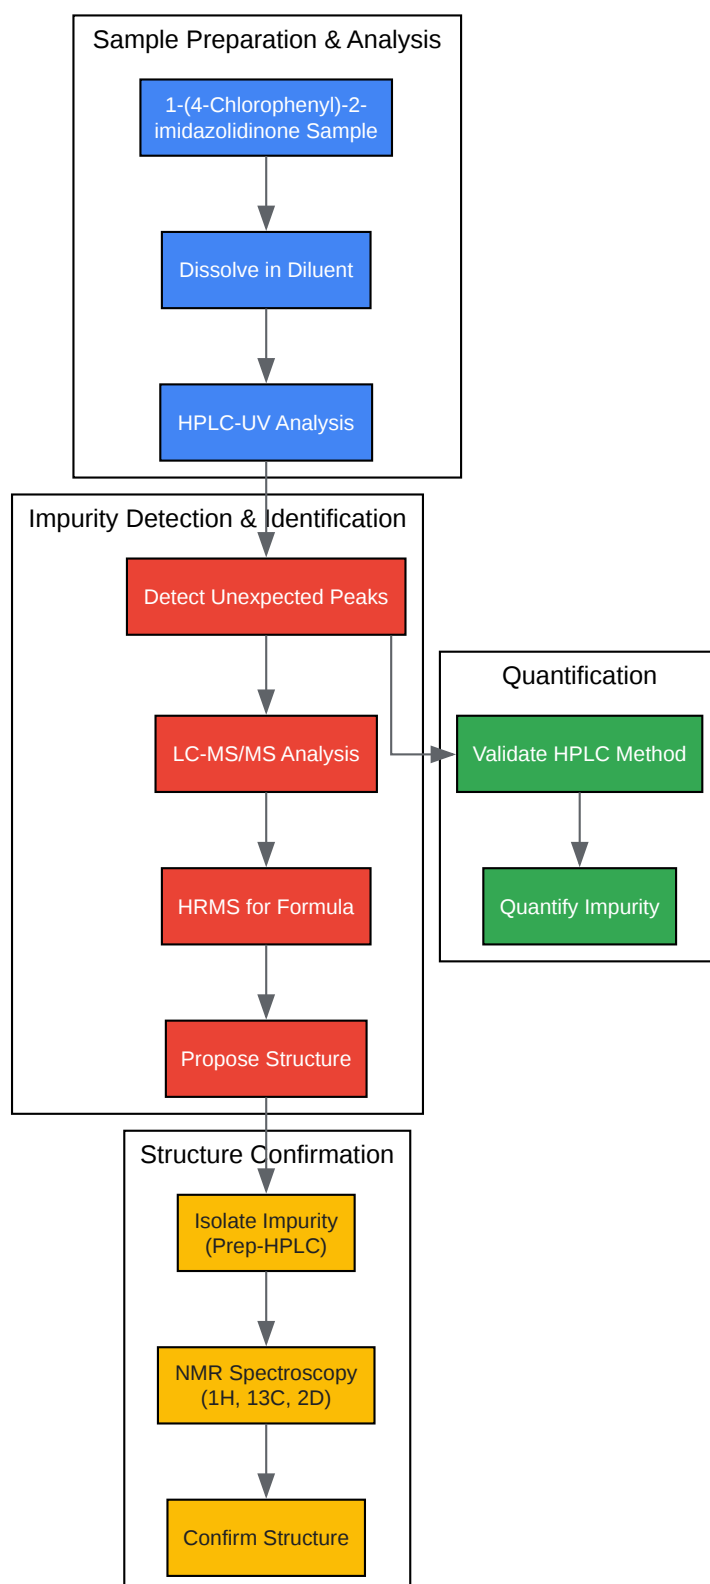 Sample Preparation & Analysis
1-(4-Chlorophenyl)-2-
imidazolidinone Sample
Dissolve in Diluent
HPLC-UV Analysis
Impurity Detection & Identification
Detect Unexpected Peaks
LC-MS/MS Analysis
HRMS for Formula
Propose Structure
Quantification
Validate HPLC Method
Quantify Impurity
Structure Confirmation
Isolate Impurity
(Prep-HPLC)
NMR Spectroscopy
(1H, 13C, 2D)
Confirm Structure